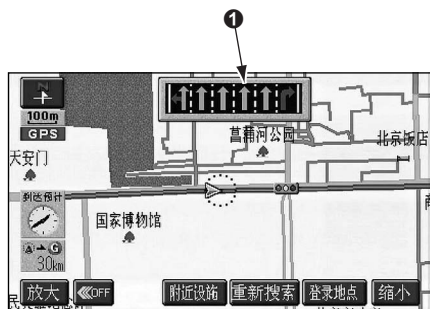 ❶
N
100m
GPS
菖蒲河公园
北京饭店
天安门
到达预计
国家博物馆
A→G
30km
放大
≪OFF
附近设施
重新搜索
登录地点
缩小